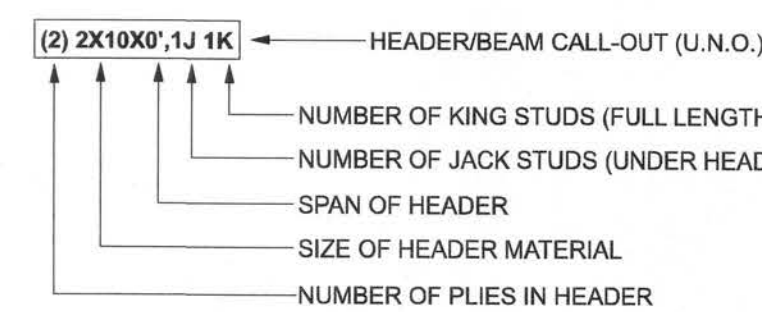 (2) 2X10X0',1J 1K HEADER/BEAM CALL-OUT (U.N.O.)
NUMBER OF KING STUDS (FULL LENGTH
NUMBER OF JACK STUDS (UNDER HEAD
SPAN OF HEADER
SIZE OF HEADER MATERIAL
NUMBER OF PLIES IN HEADER